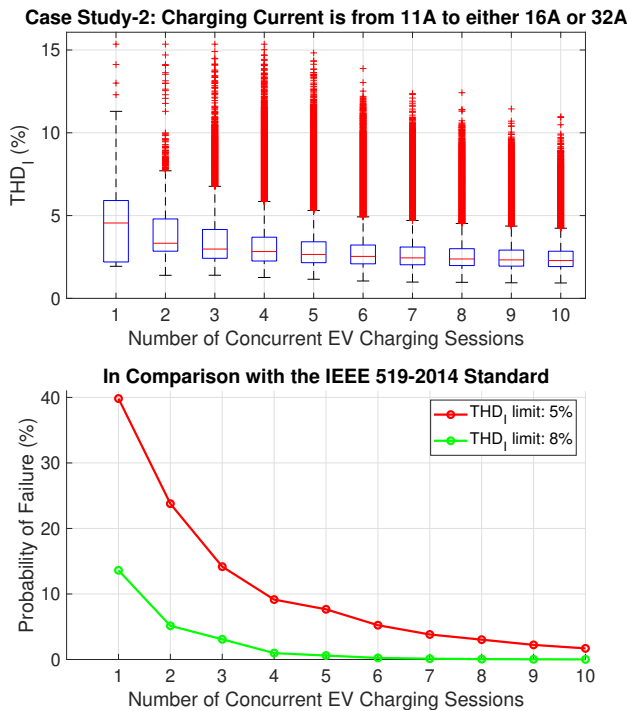 Case Study-2: Charging Current is from 11A to either 16A or 32A
15
10
5
0
THD_I (%)
1 2 3 4 5 6 7 8 9 10
Number of Concurrent EV Charging Sessions
In Comparison with the IEEE 519-2014 Standard
40
30
20
10
0
Probability of Failure (%)
THD_I limit: 5%
THD_I limit: 8%
1 2 3 4 5 6 7 8 9 10
Number of Concurrent EV Charging Sessions